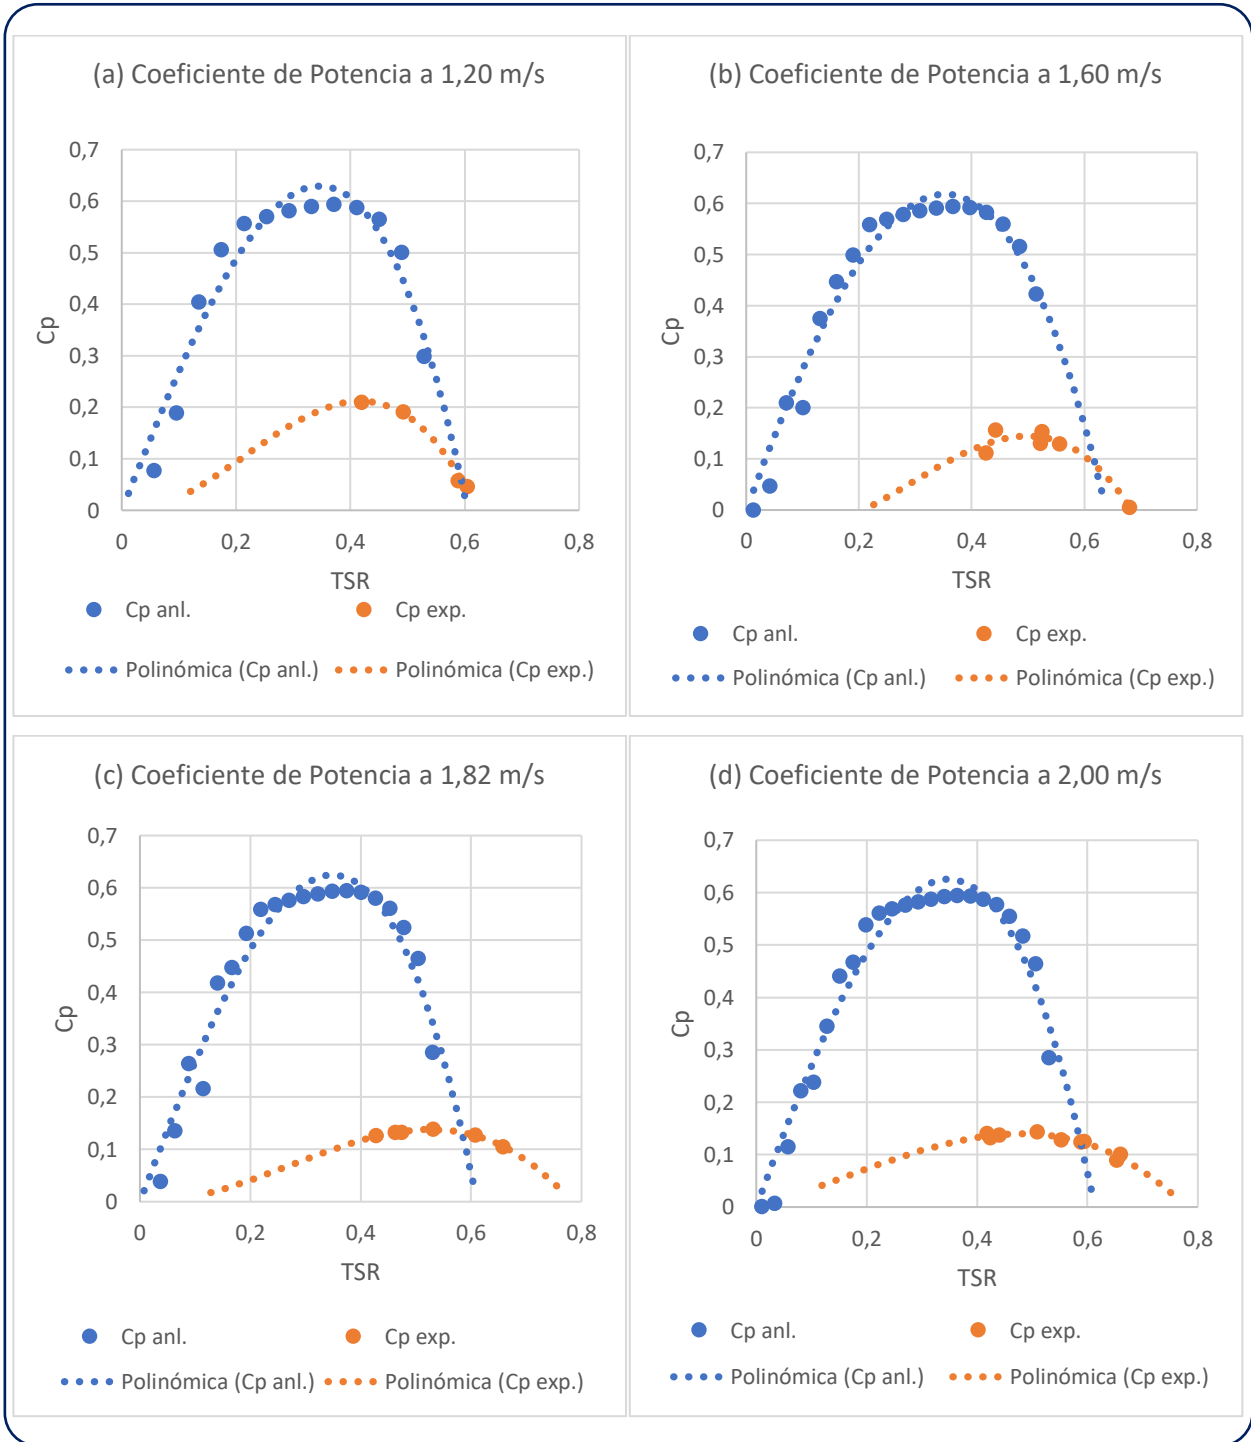 (a) Coeficiente de Potencia a 1,20 m/s
0,7
0,6
0,5
0,4
0,3
0,2
0,1
0
Cp
0 0,2 0,4 0,6 0,8
TSR
Cp anl. Cp exp.
Polinómica (Cp anl.) Polinómica (Cp exp.)
(b) Coeficiente de Potencia a 1,60 m/s
0,7
0,6
0,5
0,4
0,3
0,2
0,1
0
Cp
0 0,2 0,4 0,6 0,8
TSR
Cp anl. Cp exp.
Polinómica (Cp anl.) Polinómica (Cp exp.)
(c) Coeficiente de Potencia a 1,82 m/s
0,7
0,6
0,5
0,4
0,3
0,2
0,1
0
Cp
0 0,2 0,4 0,6 0,8
TSR
Cp anl. Cp exp.
Polinómica (Cp anl.) Polinómica (Cp exp.)
(d) Coeficiente de Potencia a 2,00 m/s
0,7
0,6
0,5
0,4
0,3
0,2
0,1
0
Cp
0 0,2 0,4 0,6 0,8
TSR
Cp anl. Cp exp.
Polinómica (Cp anl.) Polinómica (Cp exp.)